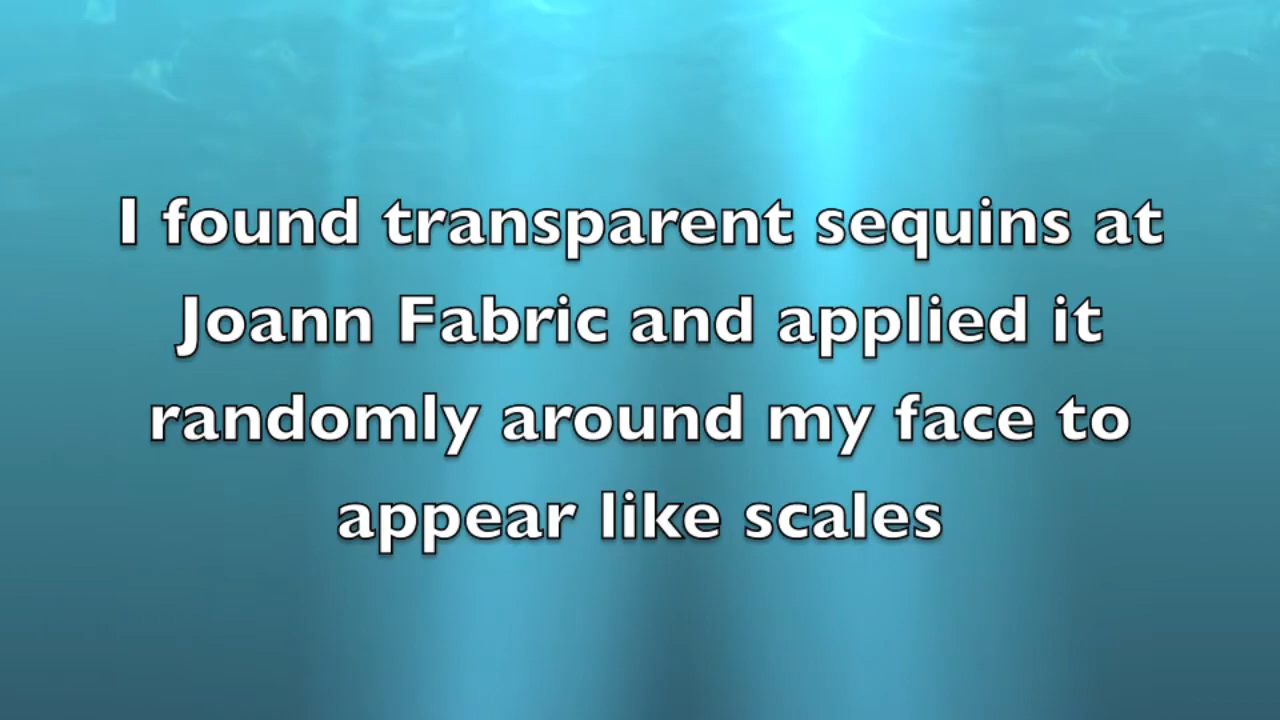 I found transparent sequins at
Joann Fabric and applied it
randomly around my face to
appear like scales